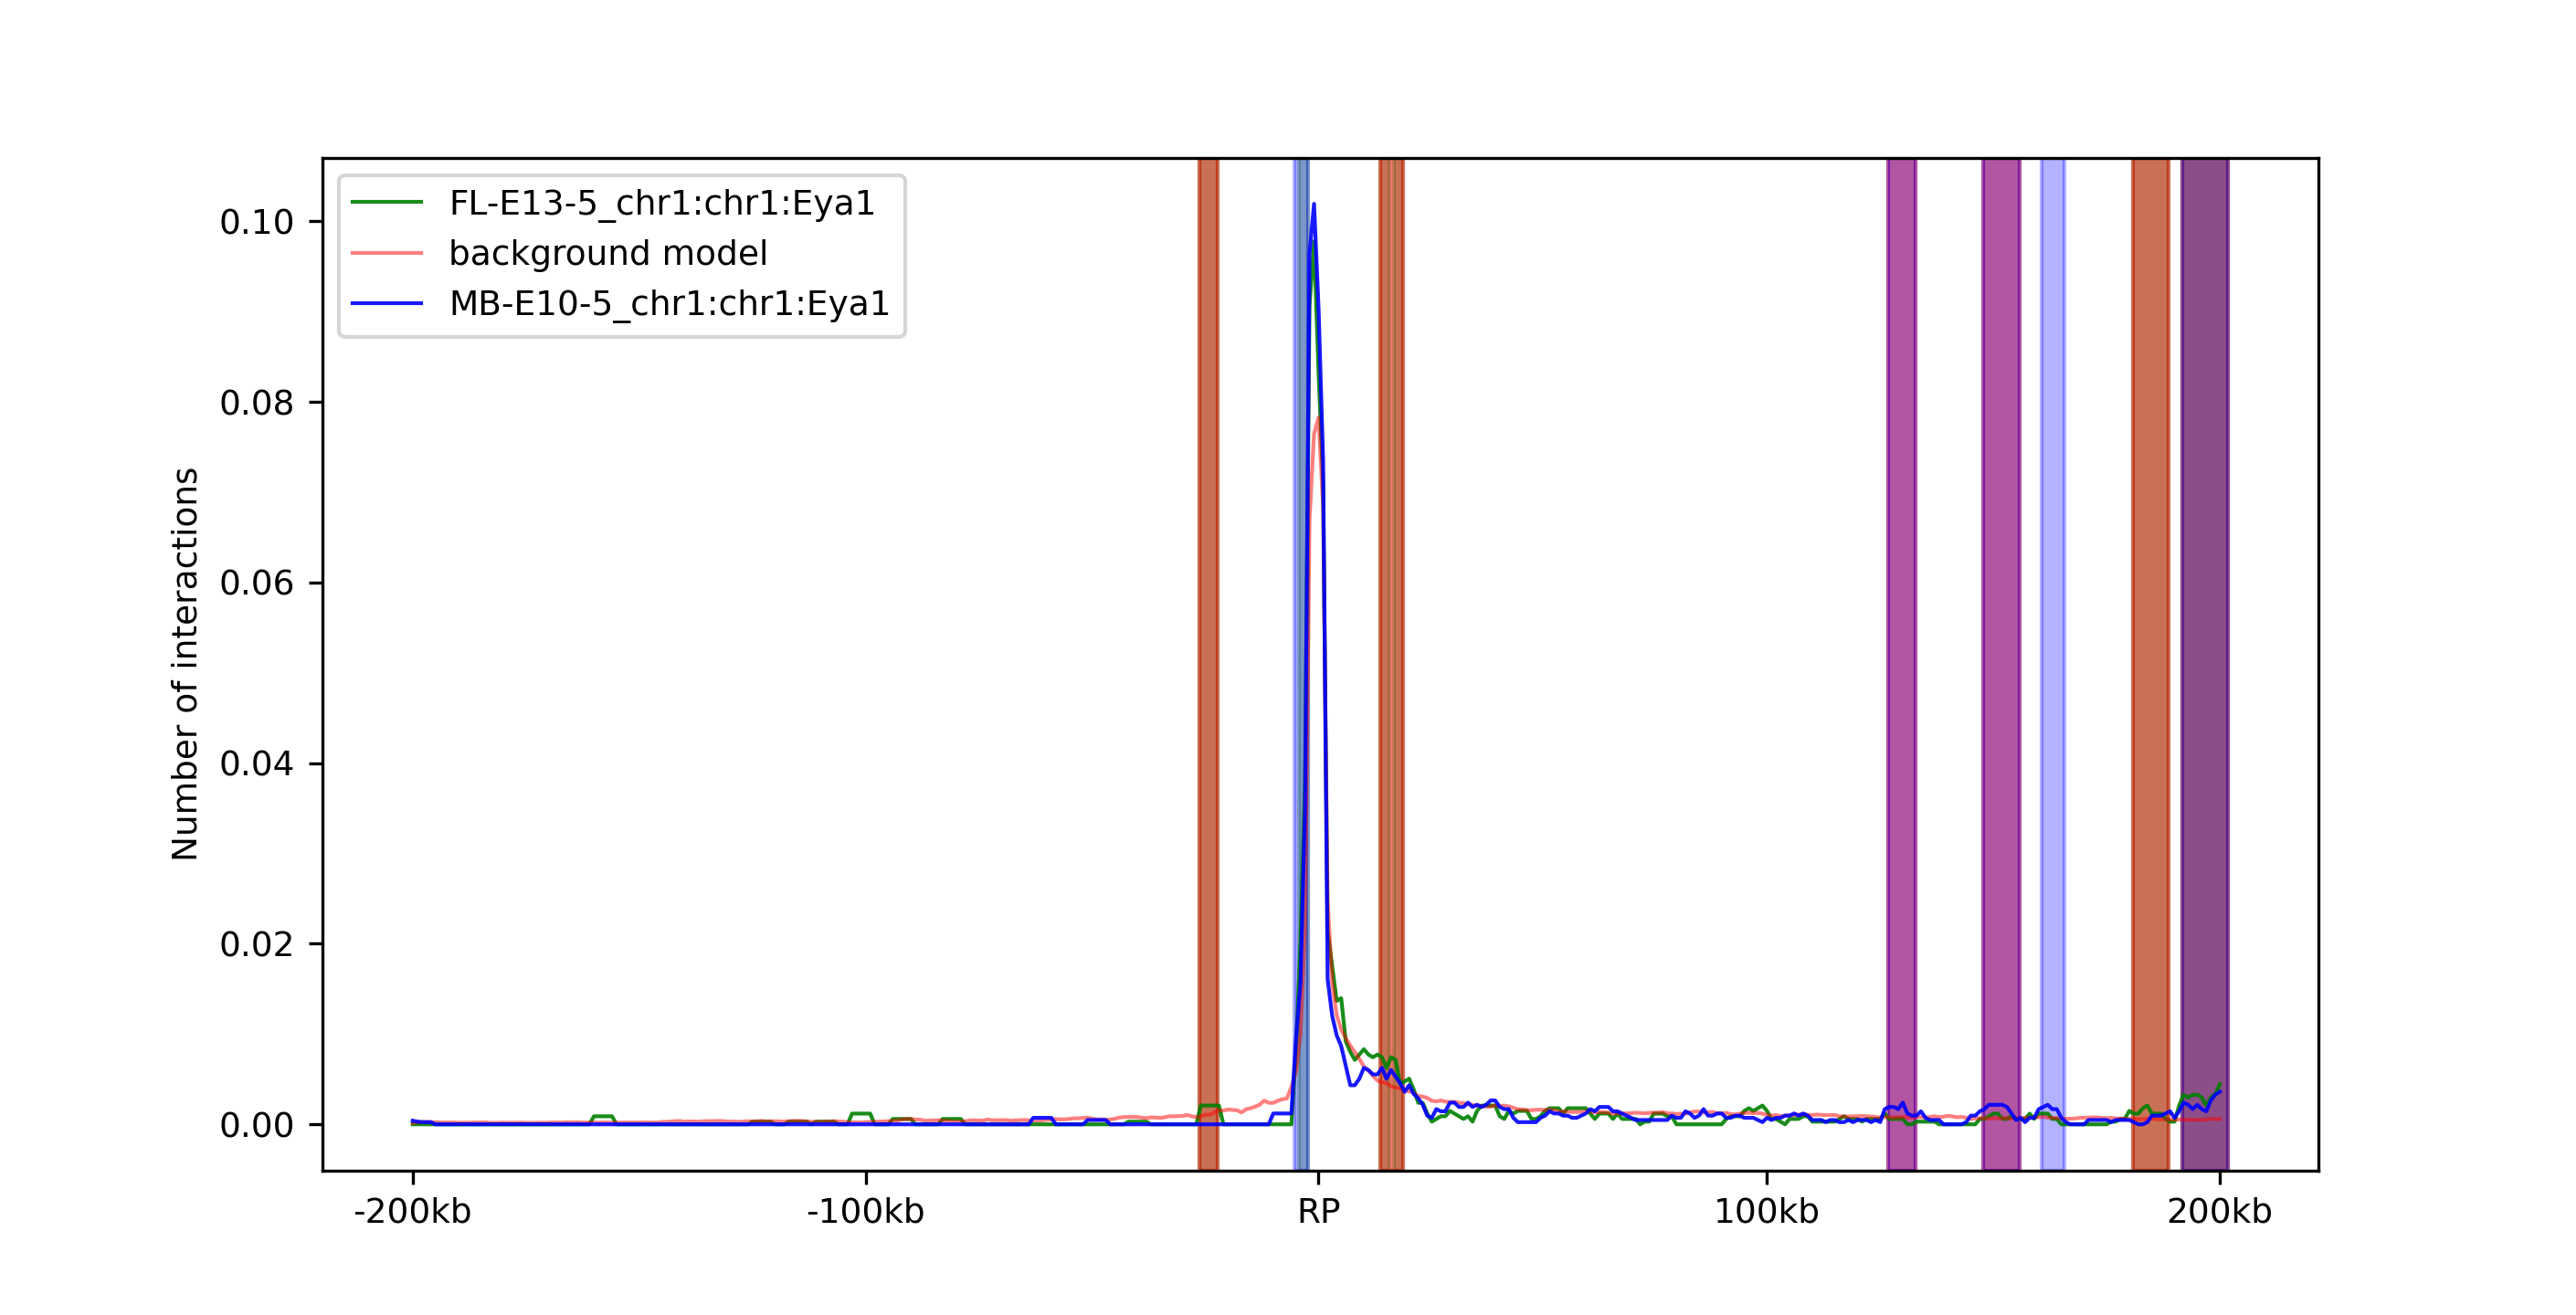 FL-E13-5_chr1:chr1:Eya1
background model
MB-E10-5_chr1:chr1:Eya1
Number of interactions
0.10
0.08
0.06
0.04
0.02
0.00
-200kb
-100kb
RP
100kb
200kb